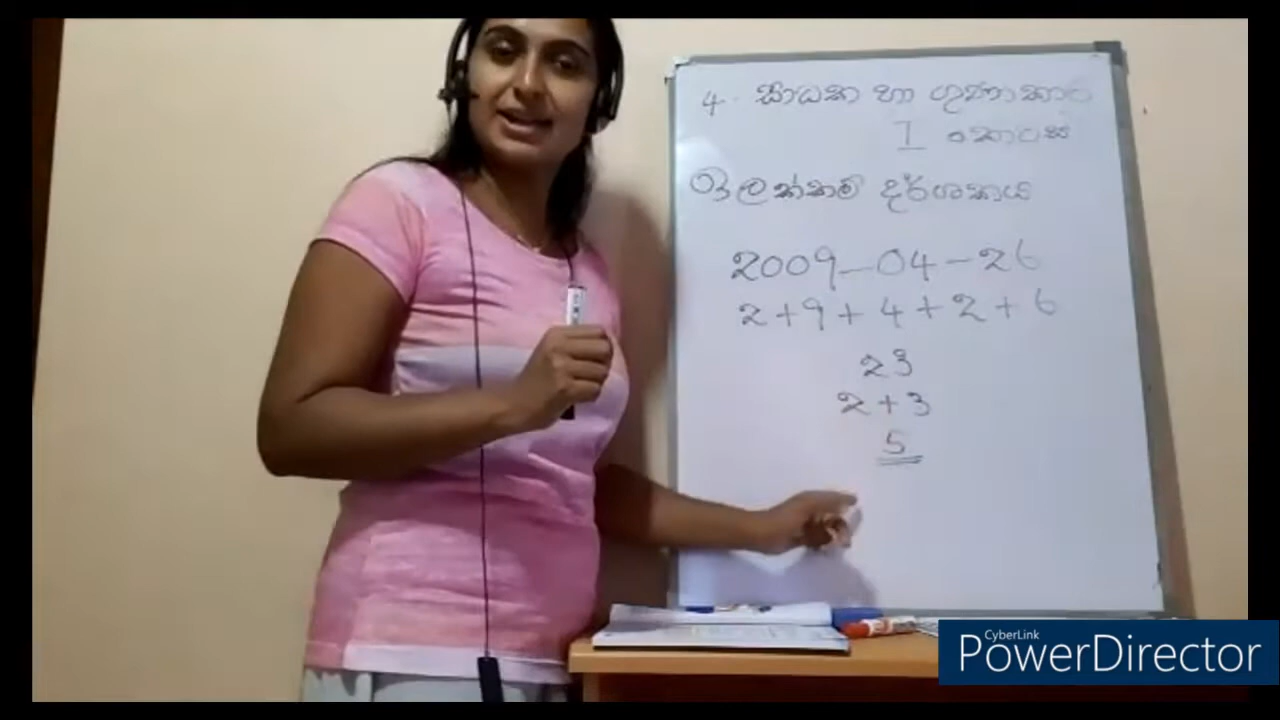 4. සාධක හා ගුණාකාර
I කොටස
ඉලක්කම් දර්ශකය
2009-04-26
2+9+4+2+6
23
2+3
5
CyberLink
PowerDirector